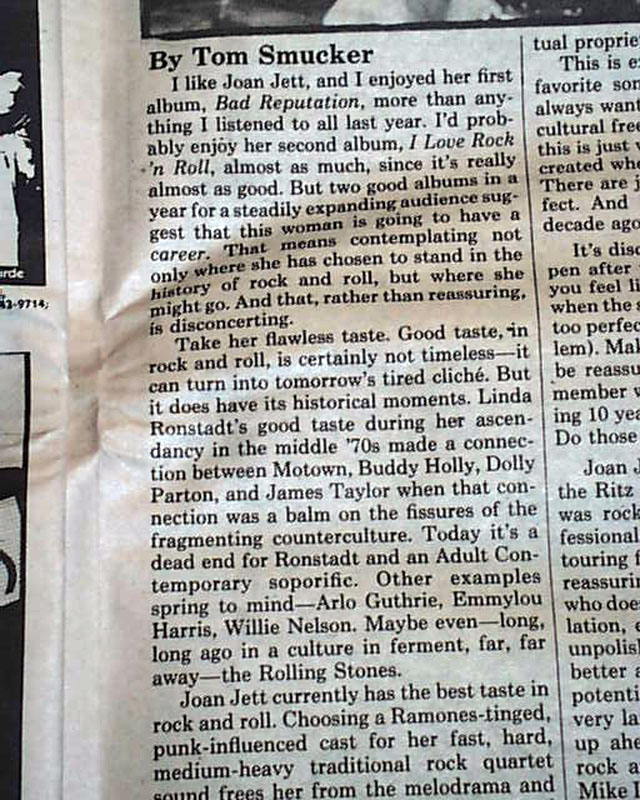 By Tom Smucker
I like Joan Jett, and I enjoyed her first
album, Bad Reputation, more than any-
thing I listened to all last year. I'd prob-
ably enjoy her second album, I Love Rock
'n Roll, almost as much, since it's really
almost as good. But two good albums in a
year for a steadily expanding audience sug-
gest that this woman is going to have a
career. That means contemplating not
only where she has chosen to stand in the
history of rock and roll, but where she
might go. And that, rather than reassuring,
is disconcerting.
Take her flawless taste. Good taste, in
rock and roll, is certainly not timeless—it
can turn into tomorrow's tired cliché. But
it does have its historical moments. Linda
Ronstadt's good taste during her ascen-
dancy in the middle '70s made a connec-
tion between Motown, Buddy Holly, Dolly
Parton, and James Taylor when that con-
nection was a balm on the fissures of the
fragmenting counterculture. Today it's a
dead end for Ronstadt and an Adult Con-
temporary soporific. Other examples
spring to mind—Arlo Guthrie, Emmylou
Harris, Willie Nelson. Maybe even—long,
long ago in a culture in ferment, far, far
away—the Rolling Stones.
Joan Jett currently has the best taste in
rock and roll. Choosing a Ramones-tinged,
punk-influenced cast for her fast, hard,
medium-heavy traditional rock quartet
sound frees her from the melodrama and
tual proprie
This is e
favorite son
always wan
cultural free
this is just
created wh
There are j
fect. And
decade ago
It's disc
pen after
you feel li
when the s
too perfec
lem). Mak
be reassu
member
ing 10 yea
Do those
Joan J
the Ritz
was rock
fessional
touring f
reassuri
who doe
lation, e
unpolis
better a
potenti
very la
up ahe
rock a
Mike
arde
42-9714;